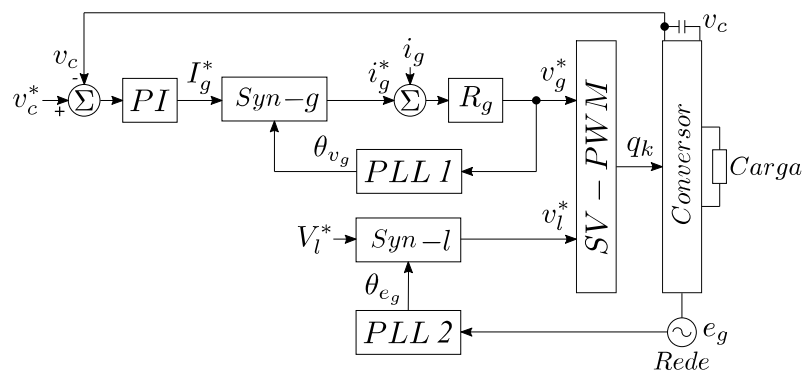 v_c
v_c
-
v_c^*
+
Σ
PI
I_g^*
Syn-g
i_g^*
i_g
Σ
R_g
v_g^*
θ_{v_g}
PLL 1
SV-PWM
q_k
Conversor
Carga
V_l^*
Syn-l
v_l^*
θ_{e_g}
PLL 2
e_g
Rede